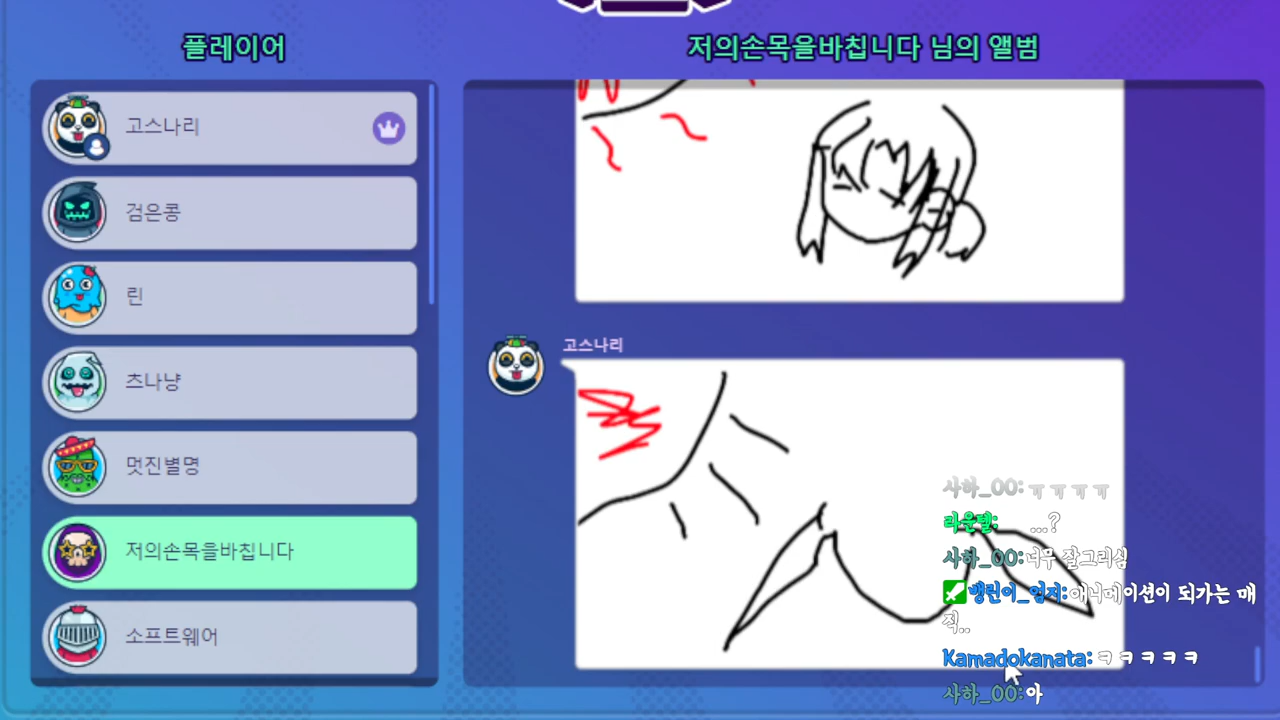 플레이어
고스나리
검은콩
린
츠나냥
멋진별명
저의손목을바칩니다
소프트웨어
저의손목을바칩니다 님의 앨범
고스나리
사하_00: ㅠㅠㅠㅠ
라운텔: ...?
사하_00: 너무 잘그리심
뱅린이_엄지: 애니메이션이 되가는 매
직..
Kamadokanata: ㅋㅋㅋㅋㅋ
사하_00: 아